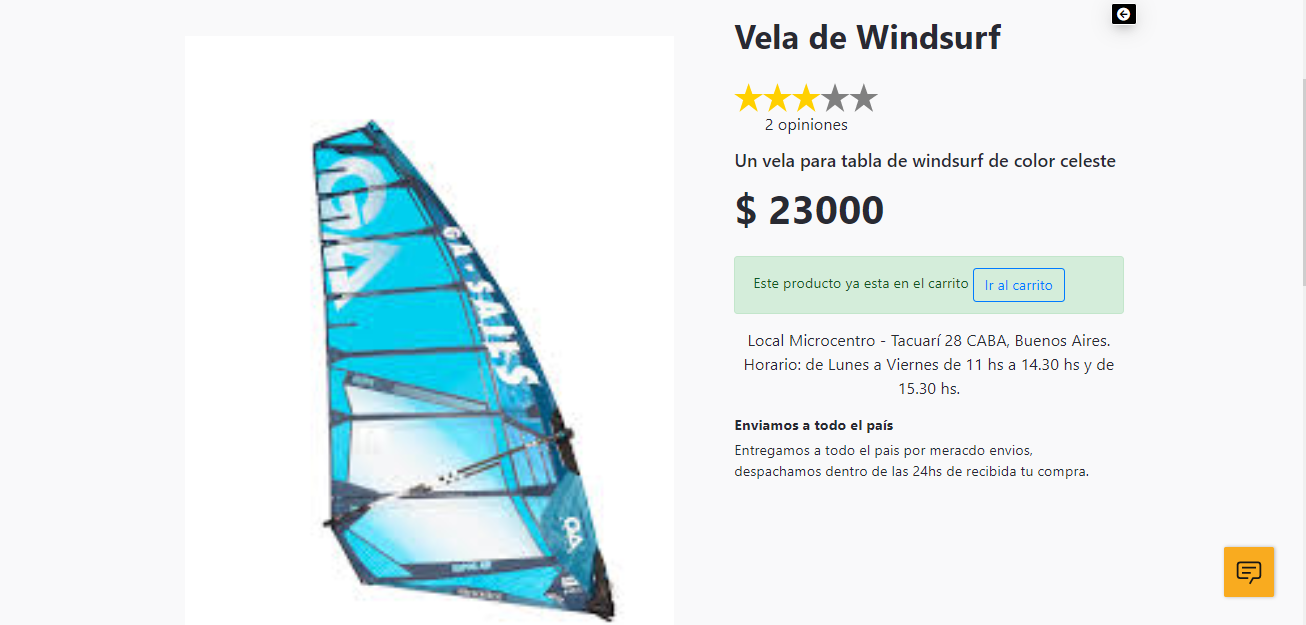 Vela de Windsurf
2 opiniones
Un vela para tabla de windsurf de color celeste
$ 23000
Este producto ya esta en el carrito Ir al carrito
Local Microcentro - Tacuarí 28 CABA, Buenos Aires.
Horario: de Lunes a Viernes de 11 hs a 14.30 hs y de
15.30 hs.
Enviamos a todo el país
Entregamos a todo el pais por meracdo envios,
despachamos dentro de las 24hs de recibida tu compra.
GA
GA - SAILS
GA